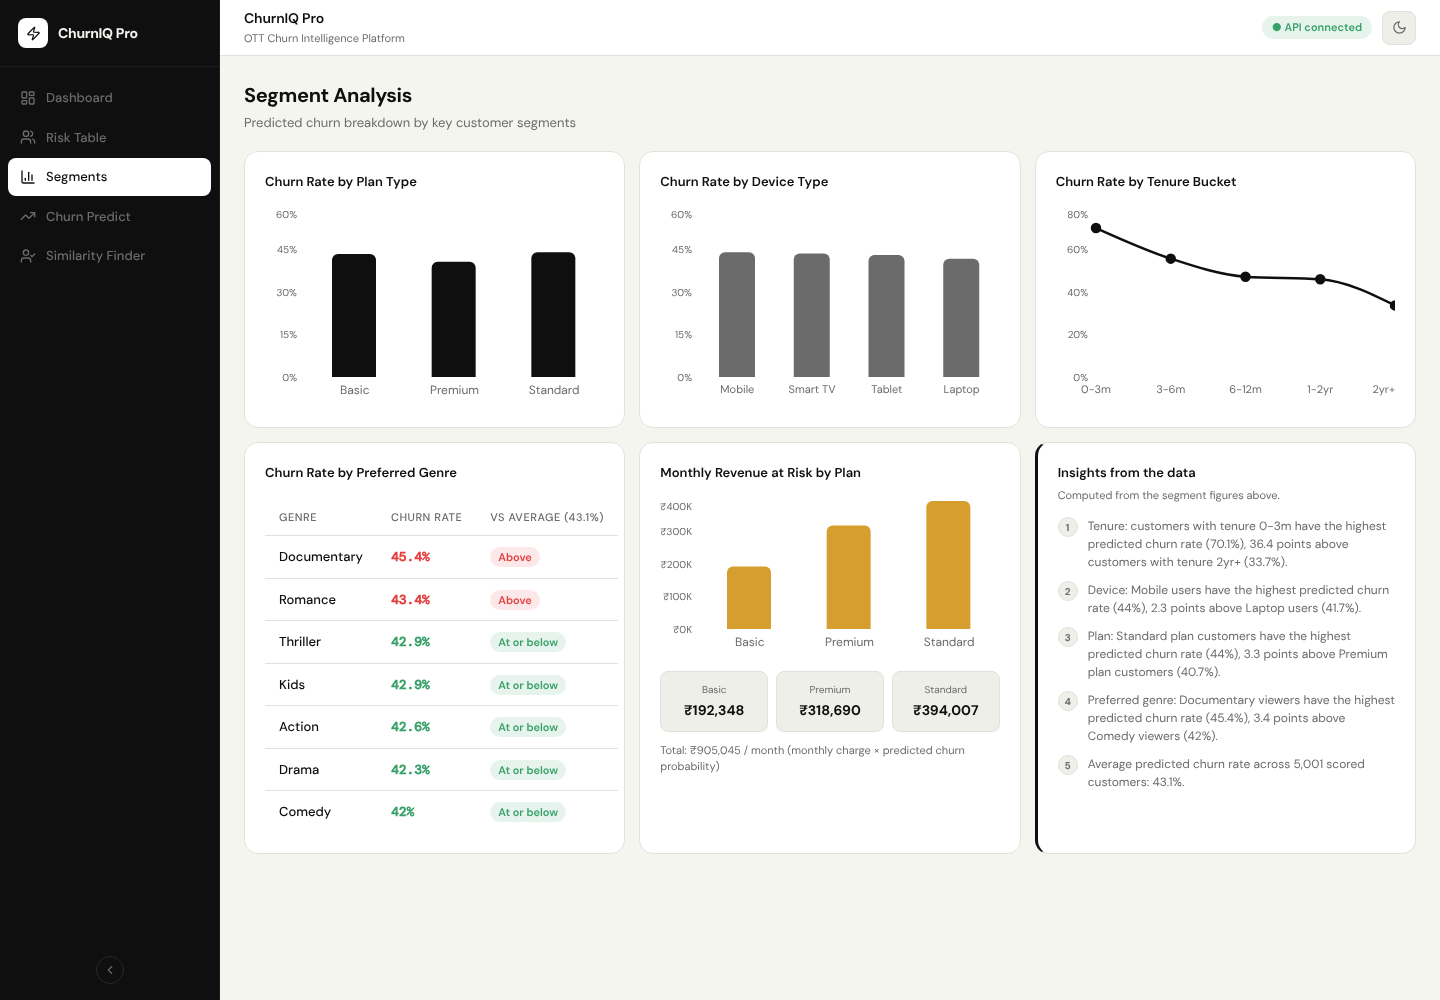 ChurnIQ Pro
Dashboard
Risk Table
Segments
Churn Predict
Similarity Finder
ChurnIQ Pro
OTT Churn Intelligence Platform
API connected
Segment Analysis
Predicted churn breakdown by key customer segments
Churn Rate by Plan Type
60%
45%
30%
15%
0%
Basic Premium Standard
Churn Rate by Device Type
60%
45%
30%
15%
0%
Mobile Smart TV Tablet Laptop
Churn Rate by Tenure Bucket
80%
60%
40%
20%
0%
0-3m 3-6m 6-12m 1-2yr 2yr+
Churn Rate by Preferred Genre
GENRE CHURN RATE VS AVERAGE (43.1%)
Documentary 45.4% Above
Romance 43.4% Above
Thriller 42.9% At or below
Kids 42.9% At or below
Action 42.6% At or below
Drama 42.3% At or below
Comedy 42% At or below
Monthly Revenue at Risk by Plan
₹400K
₹300K
₹200K
₹100K
₹0K
Basic Premium Standard
Basic Premium Standard
₹192,348 ₹318,690 ₹394,007
Total: ₹905,045 / month (monthly charge × predicted churn
probability)
Insights from the data
Computed from the segment figures above.
1 Tenure: customers with tenure 0-3m have the highest
predicted churn rate (70.1%), 36.4 points above
customers with tenure 2yr+ (33.7%).
2 Device: Mobile users have the highest predicted churn
rate (44%), 2.3 points above Laptop users (41.7%).
3 Plan: Standard plan customers have the highest
predicted churn rate (44%), 3.3 points above Premium
plan customers (40.7%).
4 Preferred genre: Documentary viewers have the highest
predicted churn rate (45.4%), 3.4 points above
Comedy viewers (42%).
5 Average predicted churn rate across 5,001 scored
customers: 43.1%.